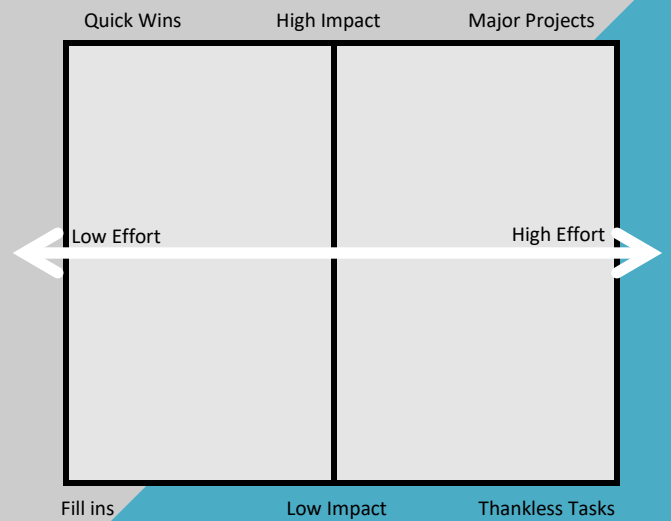 Quick Wins
High Impact
Major Projects
Low Effort
High Effort
Fill ins
Low Impact
Thankless Tasks